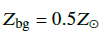 Z_bg = 0.5Z_⊙